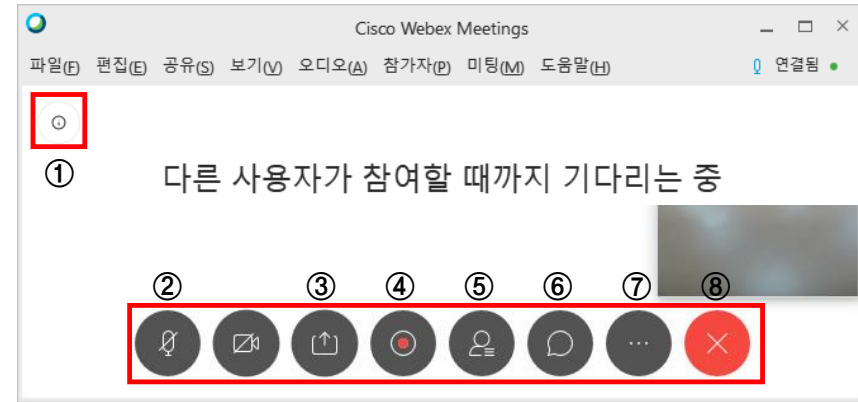 Cisco Webex Meetings
파일(F) 편집(E) 공유(S) 보기(V) 오디오(A) 참가자(P) 미팅(M) 도움말(H) 연결됨
①
다른 사용자가 참여할 때까지 기다리는 중
② ③ ④ ⑤ ⑥ ⑦ ⑧